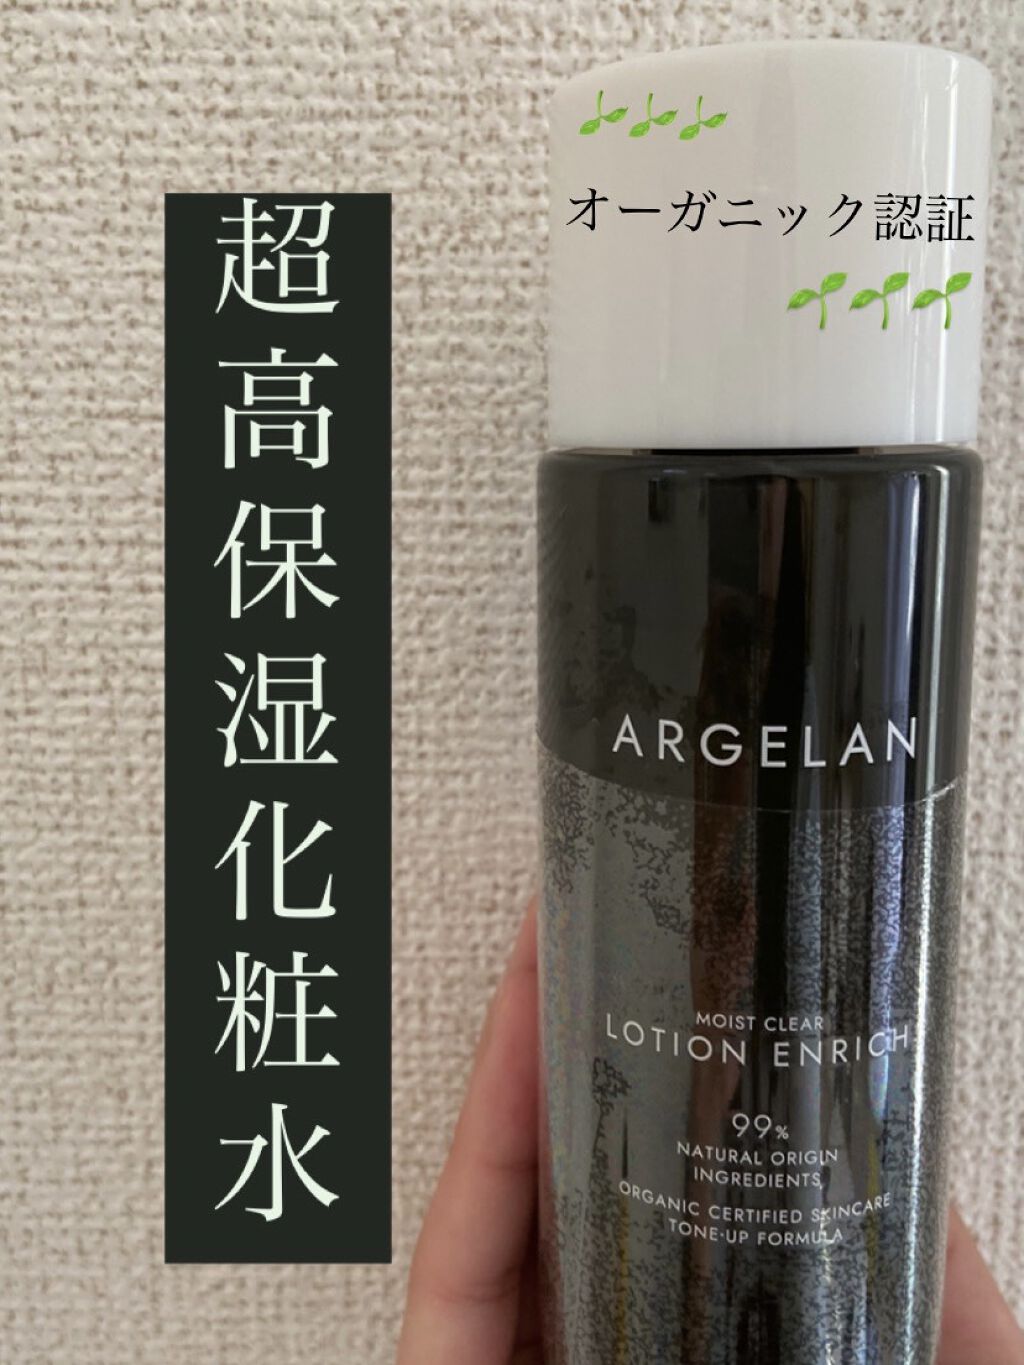 超高保湿化粧水
オーガニック認証
ARGELAN
MOIST CLEAR
LOTION ENRICH
99%
NATURAL ORIGIN
INGREDIENTS
ORGANIC CERTIFIED SKINCARE
TONE-UP FORMULA